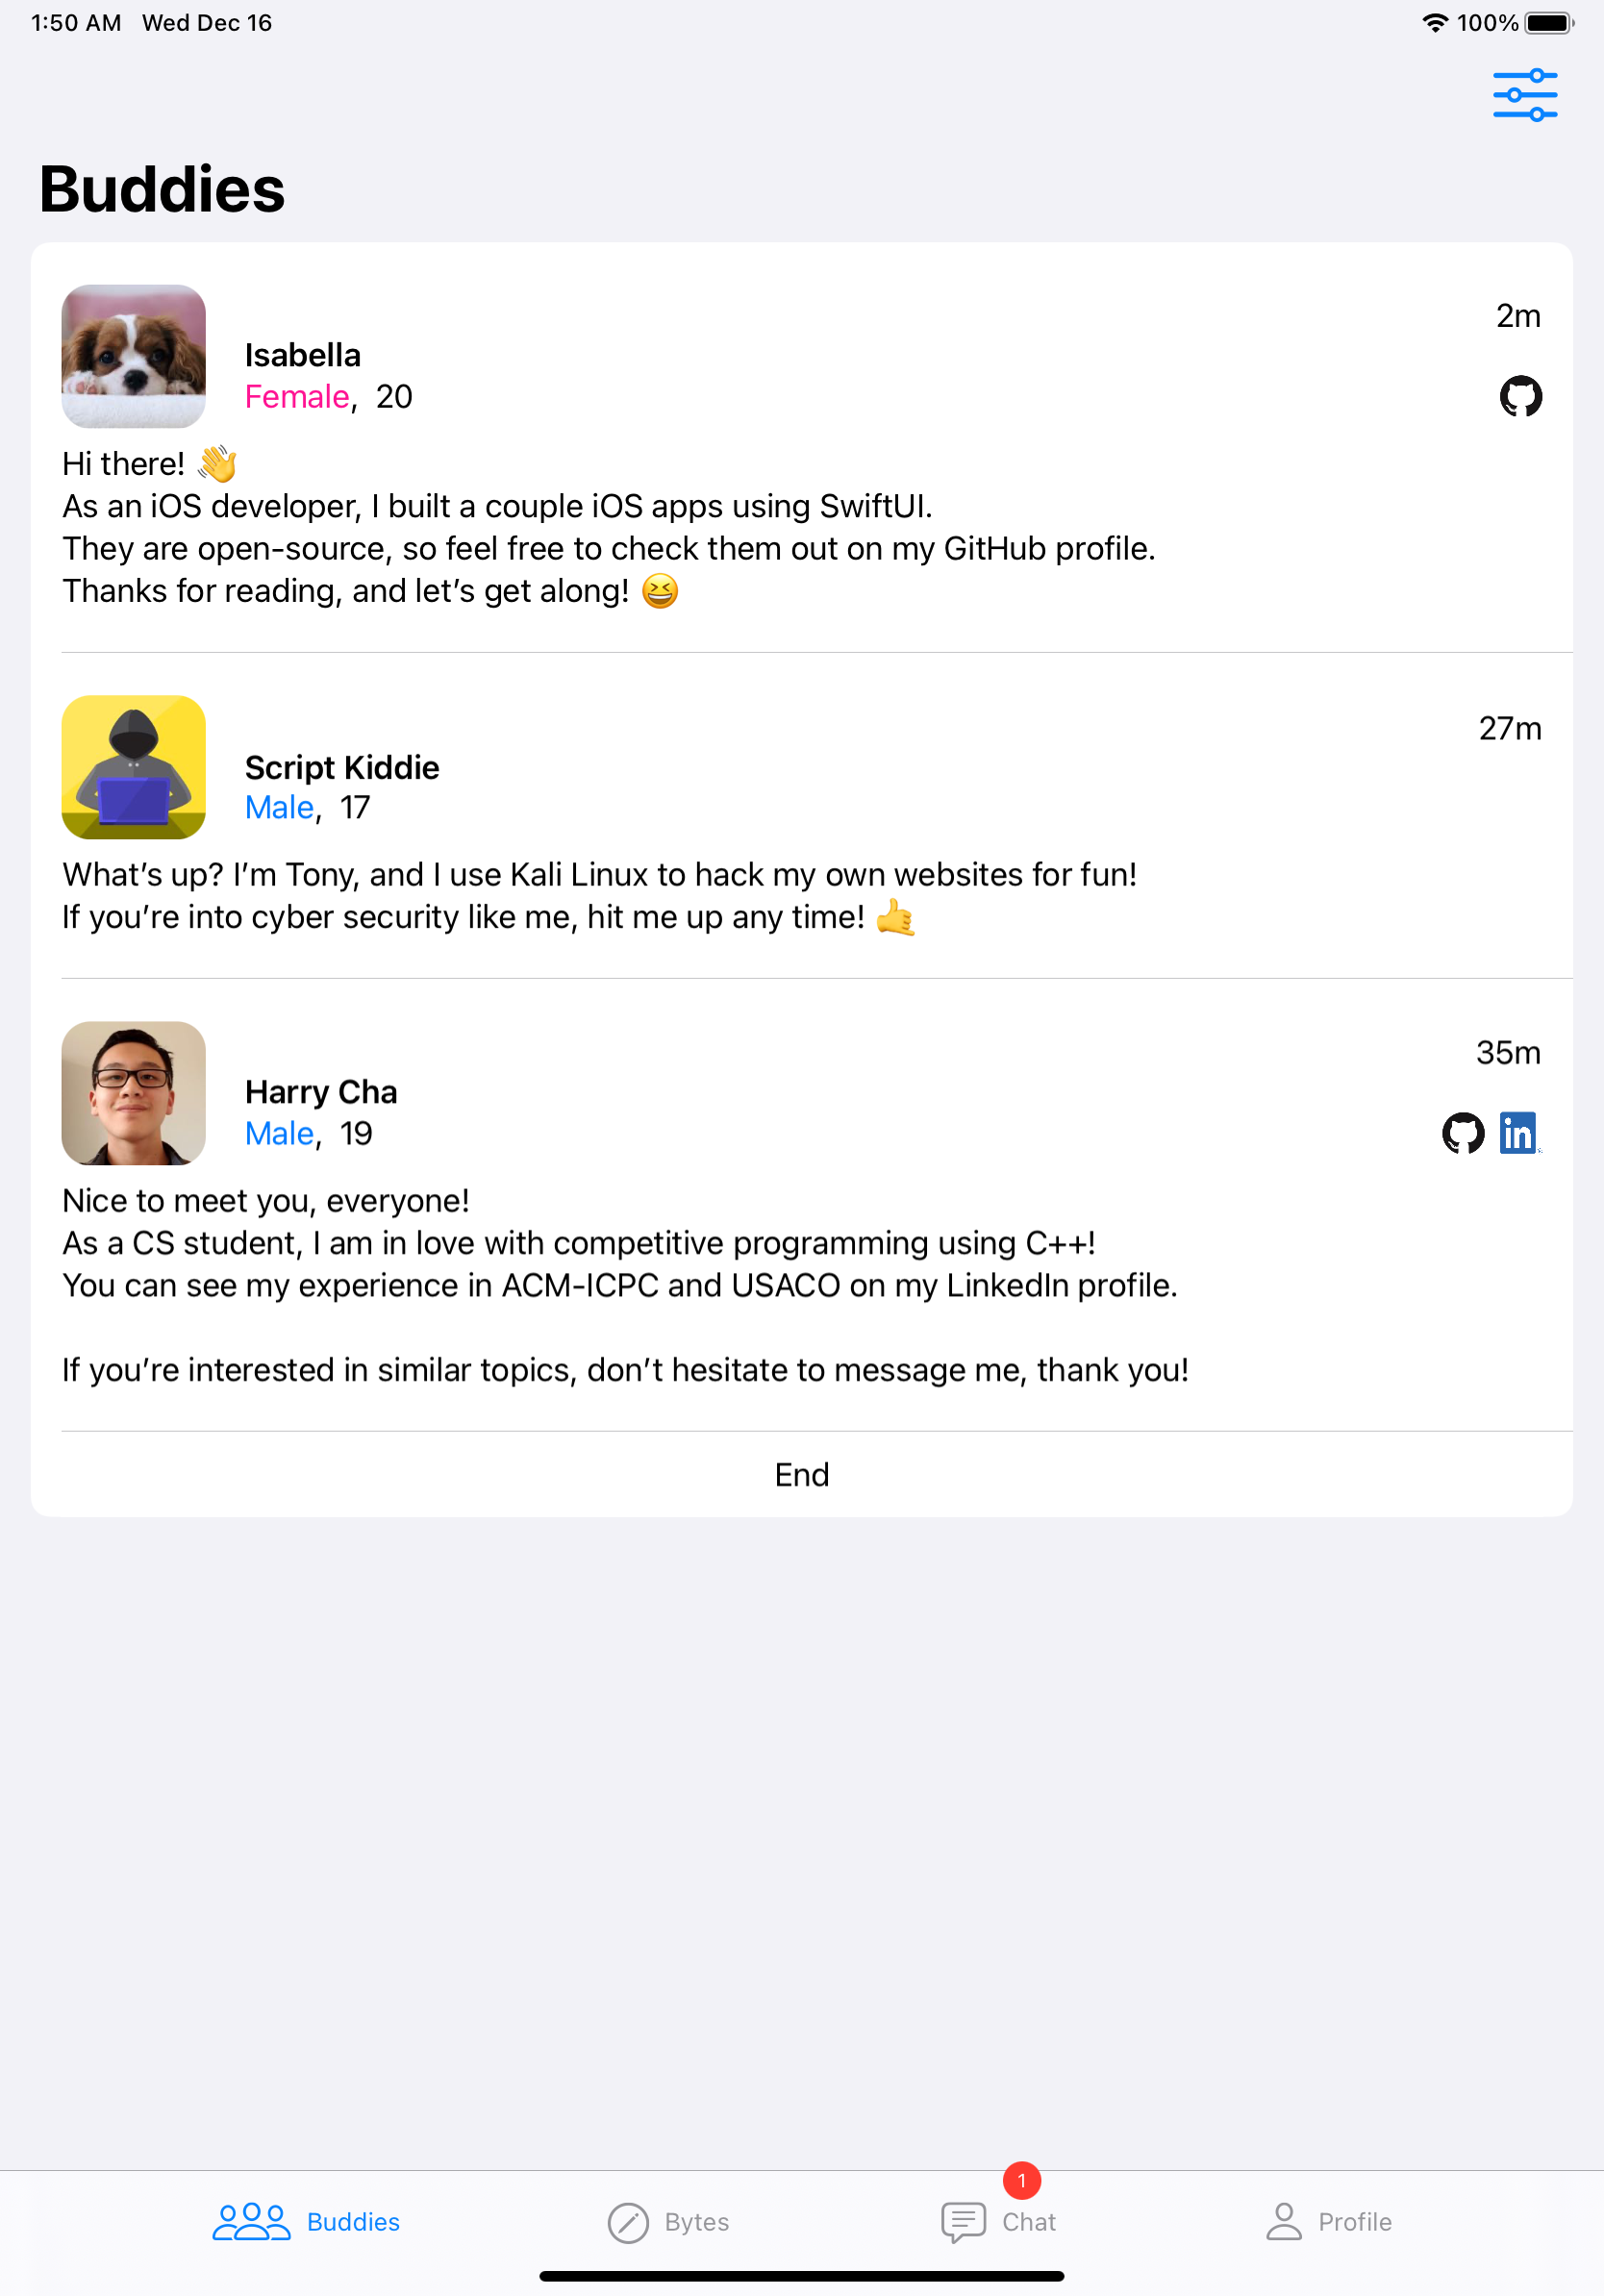 1:50 AM Wed Dec 16
100%
Buddies
2m
Isabella
Female, 20
Hi there! 👋
As an iOS developer, I built a couple iOS apps using SwiftUI.
They are open-source, so feel free to check them out on my GitHub profile.
Thanks for reading, and let’s get along! 😆
27m
Script Kiddie
Male, 17
What’s up? I’m Tony, and I use Kali Linux to hack my own websites for fun!
If you’re into cyber security like me, hit me up any time! 🤙
35m
Harry Cha
Male, 19
in
Nice to meet you, everyone!
As a CS student, I am in love with competitive programming using C++!
You can see my experience in ACM-ICPC and USACO on my LinkedIn profile.
If you’re interested in similar topics, don’t hesitate to message me, thank you!
End
1
Buddies Bytes Chat Profile